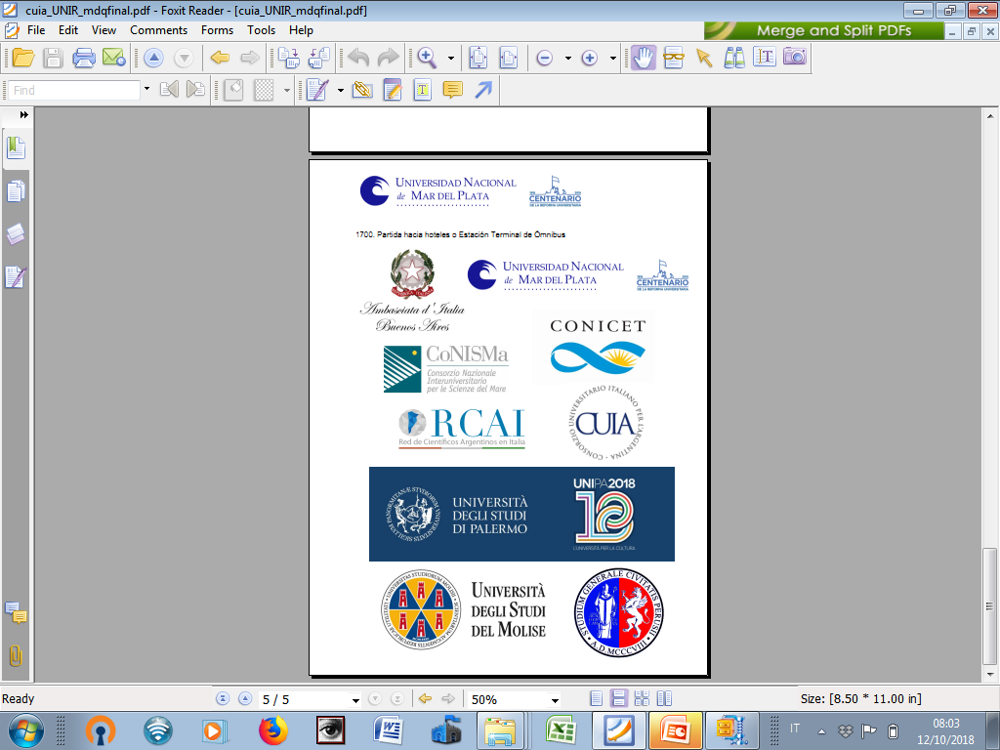 cuia_UNIR_mdqfinal.pdf - Foxit Reader - [cuia_UNIR_mdqfinal.pdf]
File Edit View Comments Forms Tools Help
Merge and Split PDFs
Find
UNIVERSIDAD NACIONAL
de MAR DEL PLATA
CENTENARIO
DE LA REFORMA UNIVERSITARIA
1700. Partida hacia hoteles o Estación Terminal de Ómnibus
Ambasciata d'Italia
Buenos Aires
UNIVERSIDAD NACIONAL
de MAR DEL PLATA
CENTENARIO
DE LA REFORMA UNIVERSITARIA
CONICET
CoNISMa
Consorzio Nazionale
Interuniversitario
per le Scienze del Mare
RCAI
Red de Científicos Argentinos en Italia
CONSORZIO UNIVERSITARIO ITALIANO PER L'ARGENTINA
CUIA
UNIVERSITÀ
DEGLI STUDI
DI PALERMO
UNIPA2018
L'UNIVERSITÀ PER LA CULTURA
UNIVERSITÀ
DEGLI STUDI
DEL MOLISE
STUDIUM GENERALE CIVITATIS PERUSII
A.D. MCCCVIII
Ready
5 / 5
50%
Size: [8.50 * 11.00 in]
IT
08:03
12/10/2018